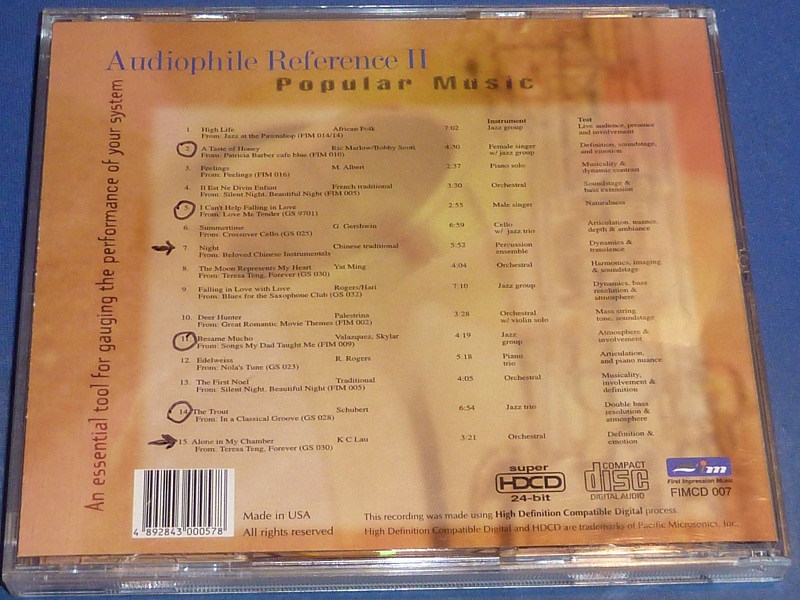 Audiophile Reference II
Popular Music
An essential tool for gauging the performance of your system
Instrument Test
1. High Life African Folk 7:02 Jazz group Live audience, presence
From: Jazz at the Pawnshop (FIM 014/14) and involvement
2. A Taste of Honey Ric Marlow/Bobby Scott 4:30 Female singer Definition, soundstage,
From: Patricia Barber cafe blue (FIM 010) w/ jazz group and emotion
3. Feelings M. Albert 2:37 Piano solo Musicality &
From: Feelings (FIM 016) dynamic contrast
4. Il Est Ne Divin Enfant French traditional 3:30 Orchestral Soundstage &
From: Silent Night, Beautiful Night (FIM 005) bass extension
5. I Can't Help Falling in Love 2:55 Male singer Naturalness
From: Love Me Tender (GS 9701)
6. Summertime G. Gershwin 6:59 Cello Articulation, nuance,
From: Crossover Cello (GS 025) w/ jazz trio depth & ambiance
7. Night Chinese traditional 5:52 Percussion Dynamics &
From: Beloved Chinese Instrumentals ensemble transience
8. The Moon Represents My Heart Yat Ming 4:04 Orchestral Harmonics, imaging
From: Teresa Teng, Forever (GS 030) & soundstage
9. Falling in Love with Love Rogers/Hart 7:10 Jazz group Dynamics, bass
From: Blues for the Saxophone Club (GS 032) resolution &
atmosphere
10. Deer Hunter Palestrina 3:28 Orchestral Mass string
From: Great Romantic Movie Themes (FIM 002) w/ violin solo tone, soundstage
11. Besame Mucho Valazquez, Skylar 4:19 Jazz Atmosphere &
From: Songs My Dad Taught Me (FIM 009) group involvement
12. Edelweiss R. Rogers 5:18 Piano Articulation,
From: Nola's Tune (GS 023) trio and piano nuance
13. The First Noel Traditional 4:05 Orchestral Musicality,
From: Silent Night, Beautiful Night (FIM 005) involvement &
definition
14. The Trout Schubert 6:54 Jazz trio Double bass
From: In a Classical Groove (GS 028) resolution &
atmosphere
15. Alone in My Chamber K C Lau 3:21 Orchestral Definition &
From: Teresa Teng, Forever (GS 030) emotion
super
HDCD
24-bit
COMPACT
disc
DIGITAL AUDIO
fim
First Impression Music
FIMCD 007
4 892843 000578
Made in USA
All rights reserved
This recording was made using High Definition Compatible Digital process.
High Definition Compatible Digital and HDCD are trademarks of Pacific Microsonics, Inc.